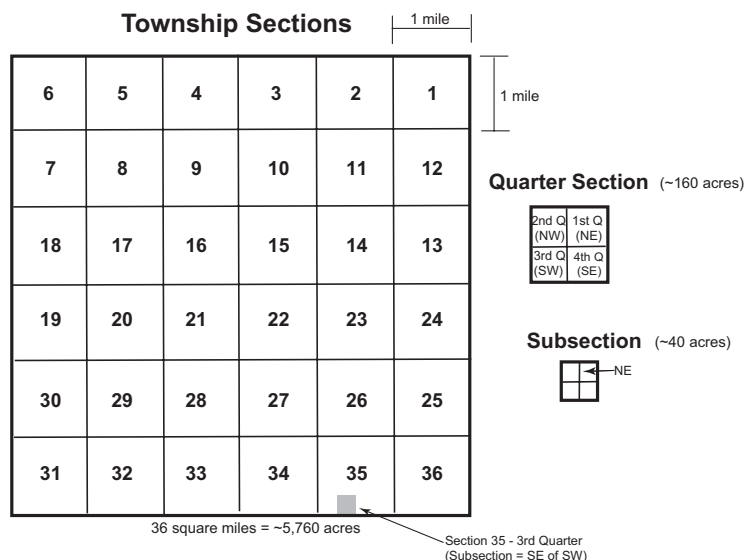 Township Sections
1 mile
1 mile
6 5 4 3 2 1
7 8 9 10 11 12
18 17 16 15 14 13
19 20 21 22 23 24
30 29 28 27 26 25
31 32 33 34 35 36
36 square miles = ~5,760 acres
Section 35 - 3rd Quarter
(Subsection = SE of SW)
Quarter Section (~160 acres)
2nd Q 1st Q
(NW) (NE)
3rd Q 4th Q
(SW) (SE)
Subsection (~40 acres)
NE